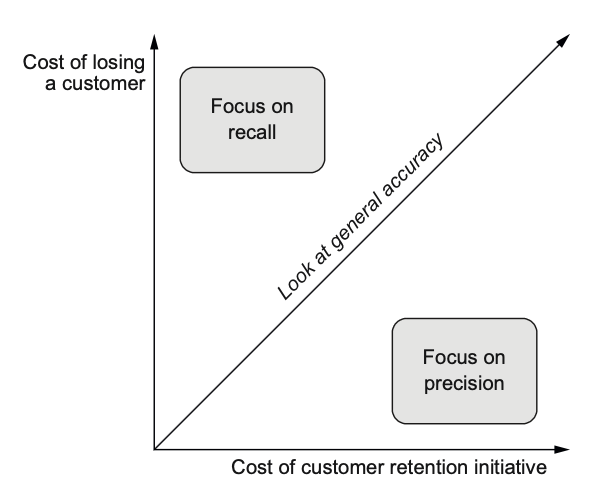 Cost of losing
a customer
Focus on
recall
Look at general accuracy
Focus on
precision
Cost of customer retention initiative